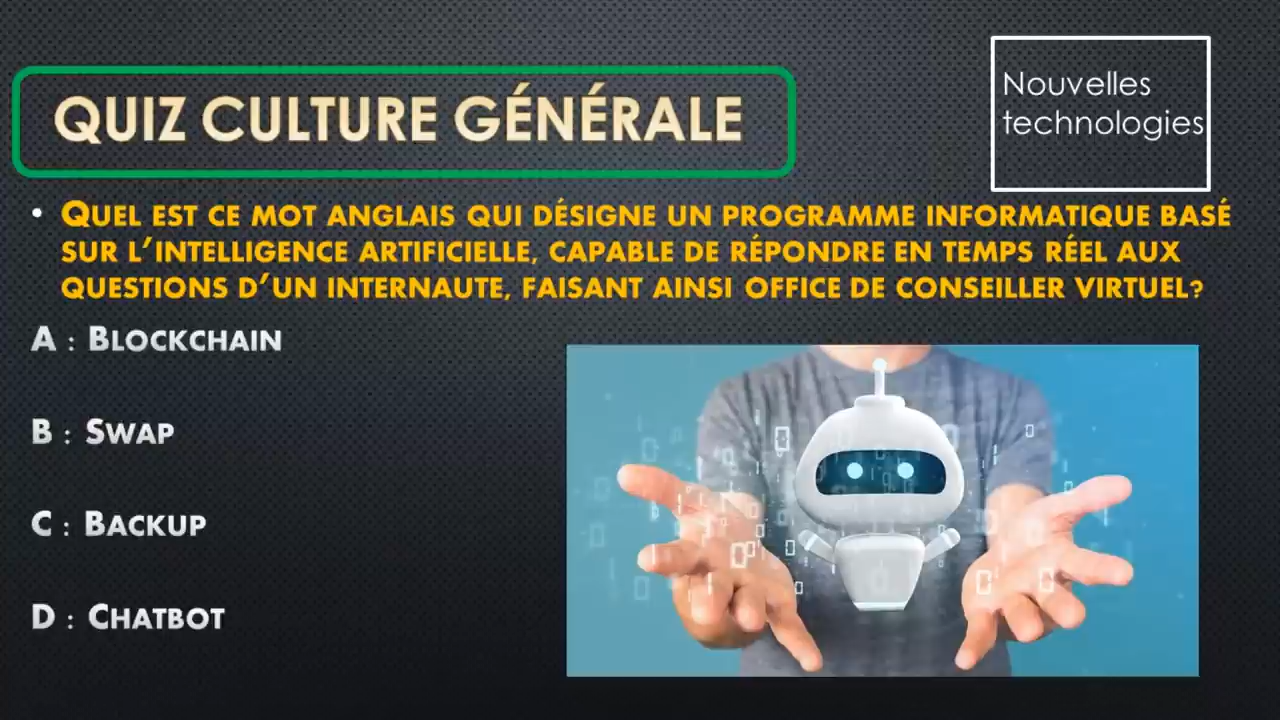 Nouvelles
technologies
QUIZ CULTURE GÉNÉRALE
• QUEL EST CE MOT ANGLAIS QUI DÉSIGNE UN PROGRAMME INFORMATIQUE BASÉ
SUR L'INTELLIGENCE ARTIFICIELLE, CAPABLE DE RÉPONDRE EN TEMPS RÉEL AUX
QUESTIONS D'UN INTERNAUTE, FAISANT AINSI OFFICE DE CONSEILLER VIRTUEL?
A : BLOCKCHAIN
B : SWAP
C : BACKUP
D : CHATBOT